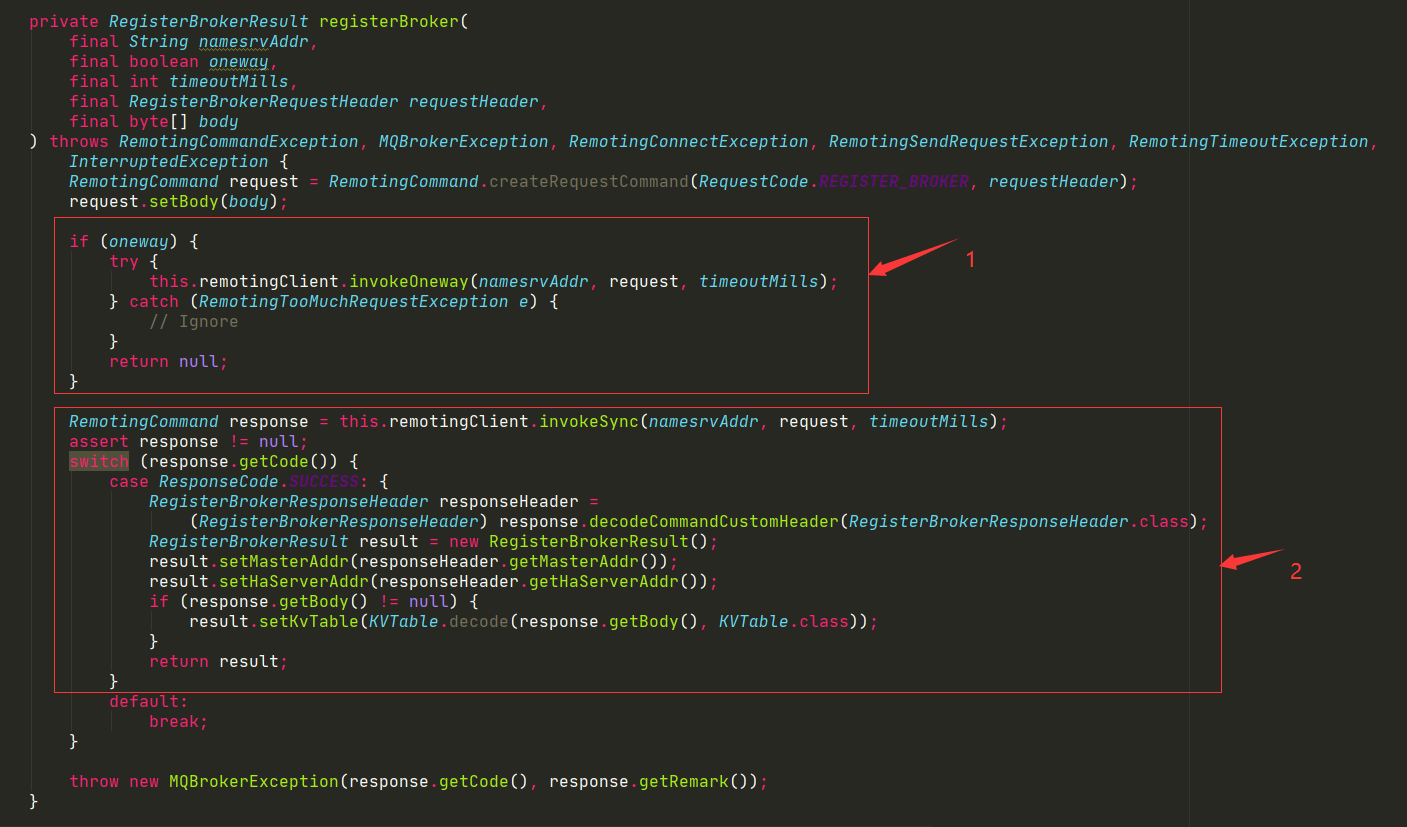 private RegisterBrokerResult registerBroker(
    final String namesrvAddr,
    final boolean oneway,
    final int timeoutMills,
    final RegisterBrokerRequestHeader requestHeader,
    final byte[] body
) throws RemotingCommandException, MQBrokerException, RemotingConnectException, RemotingSendRequestException, RemotingTimeoutException,
    InterruptedException {
    RemotingCommand request = RemotingCommand.createRequestCommand(RequestCode.REGISTER_BROKER, requestHeader);
    request.setBody(body);
    if (oneway) {
        try {
            this.remotingClient.invokeOneway(namesrvAddr, request, timeoutMills);
        } catch (RemotingTooMuchRequestException e) {
            // Ignore
        }
        return null;
    }
1
    RemotingCommand response = this.remotingClient.invokeSync(namesrvAddr, request, timeoutMills);
    assert response != null;
    switch (response.getCode()) {
        case ResponseCode.SUCCESS: {
            RegisterBrokerResponseHeader responseHeader =
                (RegisterBrokerResponseHeader) response.decodeCommandCustomHeader(RegisterBrokerResponseHeader.class);
            RegisterBrokerResult result = new RegisterBrokerResult();
            result.setMasterAddr(responseHeader.getMasterAddr());
            result.setHaServerAddr(responseHeader.getHaServerAddr());
            if (response.getBody() != null) {
                result.setKvTable(KVTable.decode(response.getBody(), KVTable.class));
            }
            return result;
        }
2
        default:
            break;
    }
    throw new MQBrokerException(response.getCode(), response.getRemark());
}